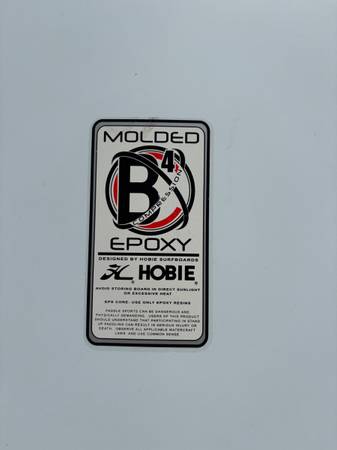 MOLDED
B4
COMPRESSION
EPOXY
DESIGNED BY HOBIE SURFBOARDS
HOBIE®
AVOID STORING BOARD IN DIRECT SUNLIGHT
OR EXCESSIVE HEAT
EPS CORE: USE ONLY EPOXY RESINS
PADDLE SPORTS CAN BE DANGEROUS AND
PHYSICALLY DEMANDING. USERS OF THIS PRODUCT
SHOULD UNDERSTAND THAT PARTICIPATING IN STAND
UP PADDLING CAN RESULT IN SERIOUS INJURY OR
DEATH. OBSERVE ALL APPLICABLE WATERCRAFT
LAWS AND USE COMMON SENSE.